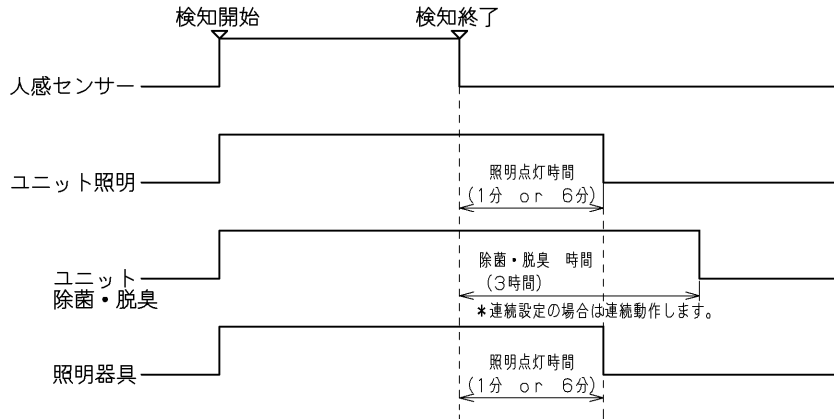 検知開始
検知終了
人感センサー
ユニット照明
照明点灯時間
(1分 or 6分)
ユニット
除菌・脱臭
除菌・脱臭 時間
(3時間)
*連続設定の場合は連続動作します。
照明器具
照明点灯時間
(1分 or 6分)